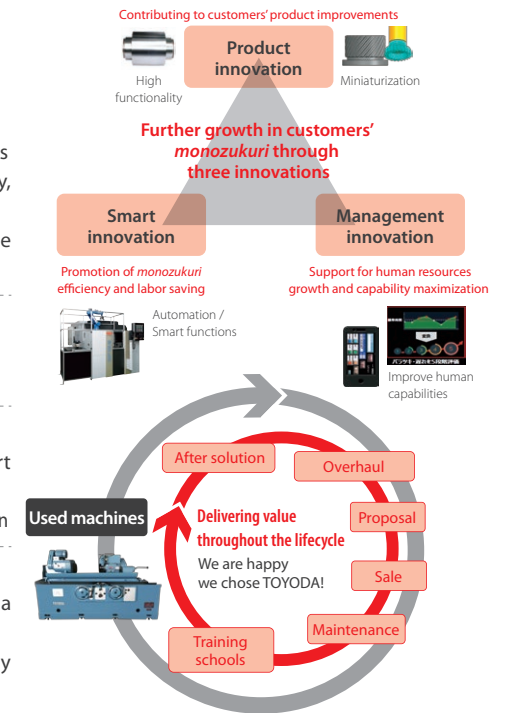 Contributing to customers' product improvements
Product
innovation
High
functionality
Miniaturization
Further growth in customers'
monozukuri through
three innovations
Smart
innovation
Management
innovation
Promotion of monozukuri
efficiency and labor saving
Support for human resources
growth and capability maximization
Automation /
Smart functions
Improve human
capabilities
After solution
Overhaul
Used machines
Delivering value
throughout the lifecycle
We are happy
we chose TOYODA!
Proposal
Sale
Maintenance
Training
schools
s
y,
e
rt
n
a
y